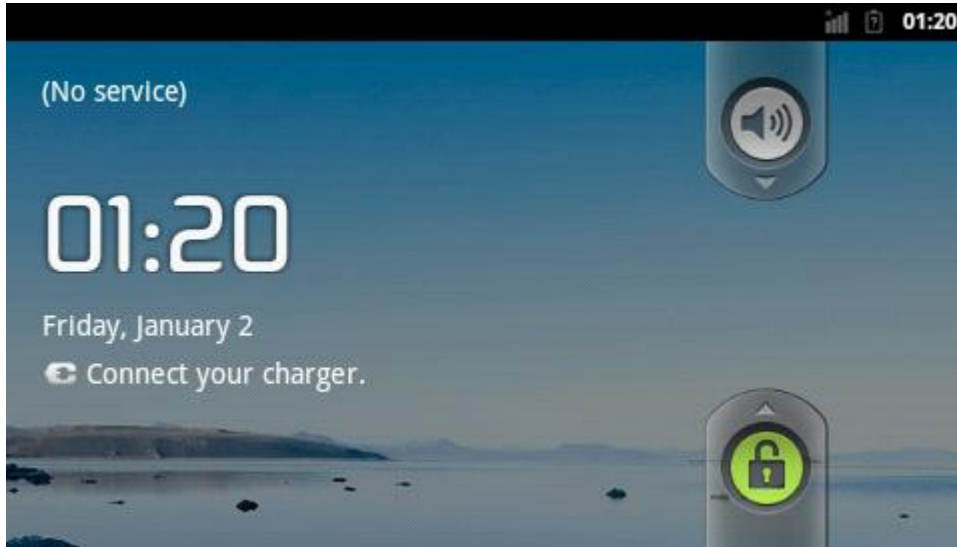 01:20
(No service)
01:20
Friday, January 2
Connect your charger.